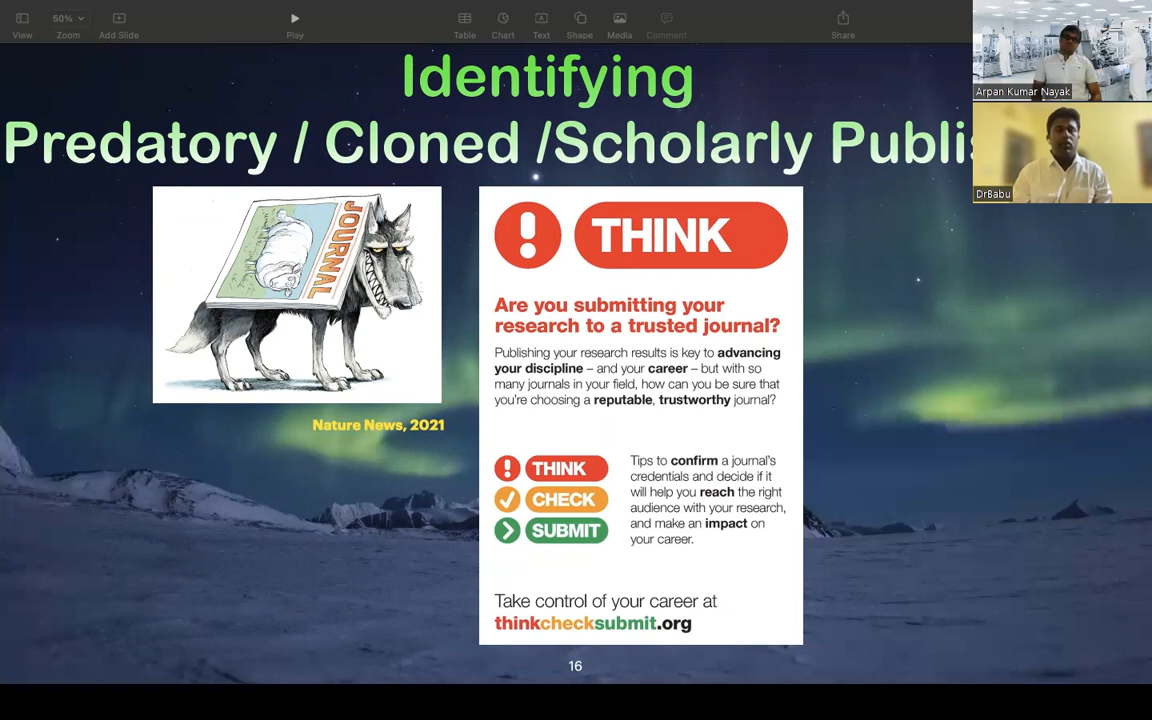 50%
View
Zoom
Add Slide
Play
Table
Chart
Text
Shape
Media
Comment
Share
Arpan Kumar Nayak
DrBabu
Identifying
Predatory / Cloned /Scholarly
JOURNAL
Nature News, 2021
! THINK
Are you submitting your
research to a trusted journal?
Publishing your research results is key to advancing
your discipline – and your career – but with so
many journals in your field, how can you be sure that
you're choosing a reputable, trustworthy journal?
! THINK
CHECK
SUBMIT
Tips to confirm a journal's
credentials and decide if it
will help you reach the right
audience with your research,
and make an impact on
your career.
Take control of your career at
thinkchecksubmit.org
16